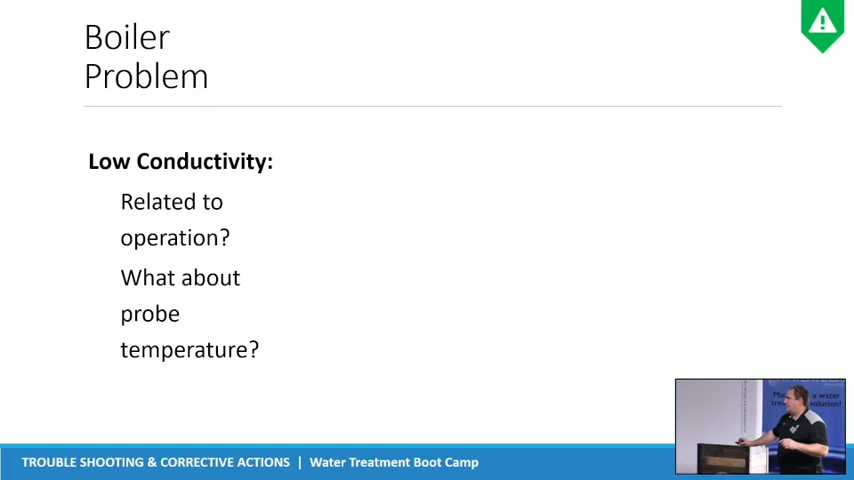 Boiler
Problem
Low Conductivity:
Related to
operation?
What about
probe
temperature?
TROUBLE SHOOTING & CORRECTIVE ACTIONS | Water Treatment Boot Camp